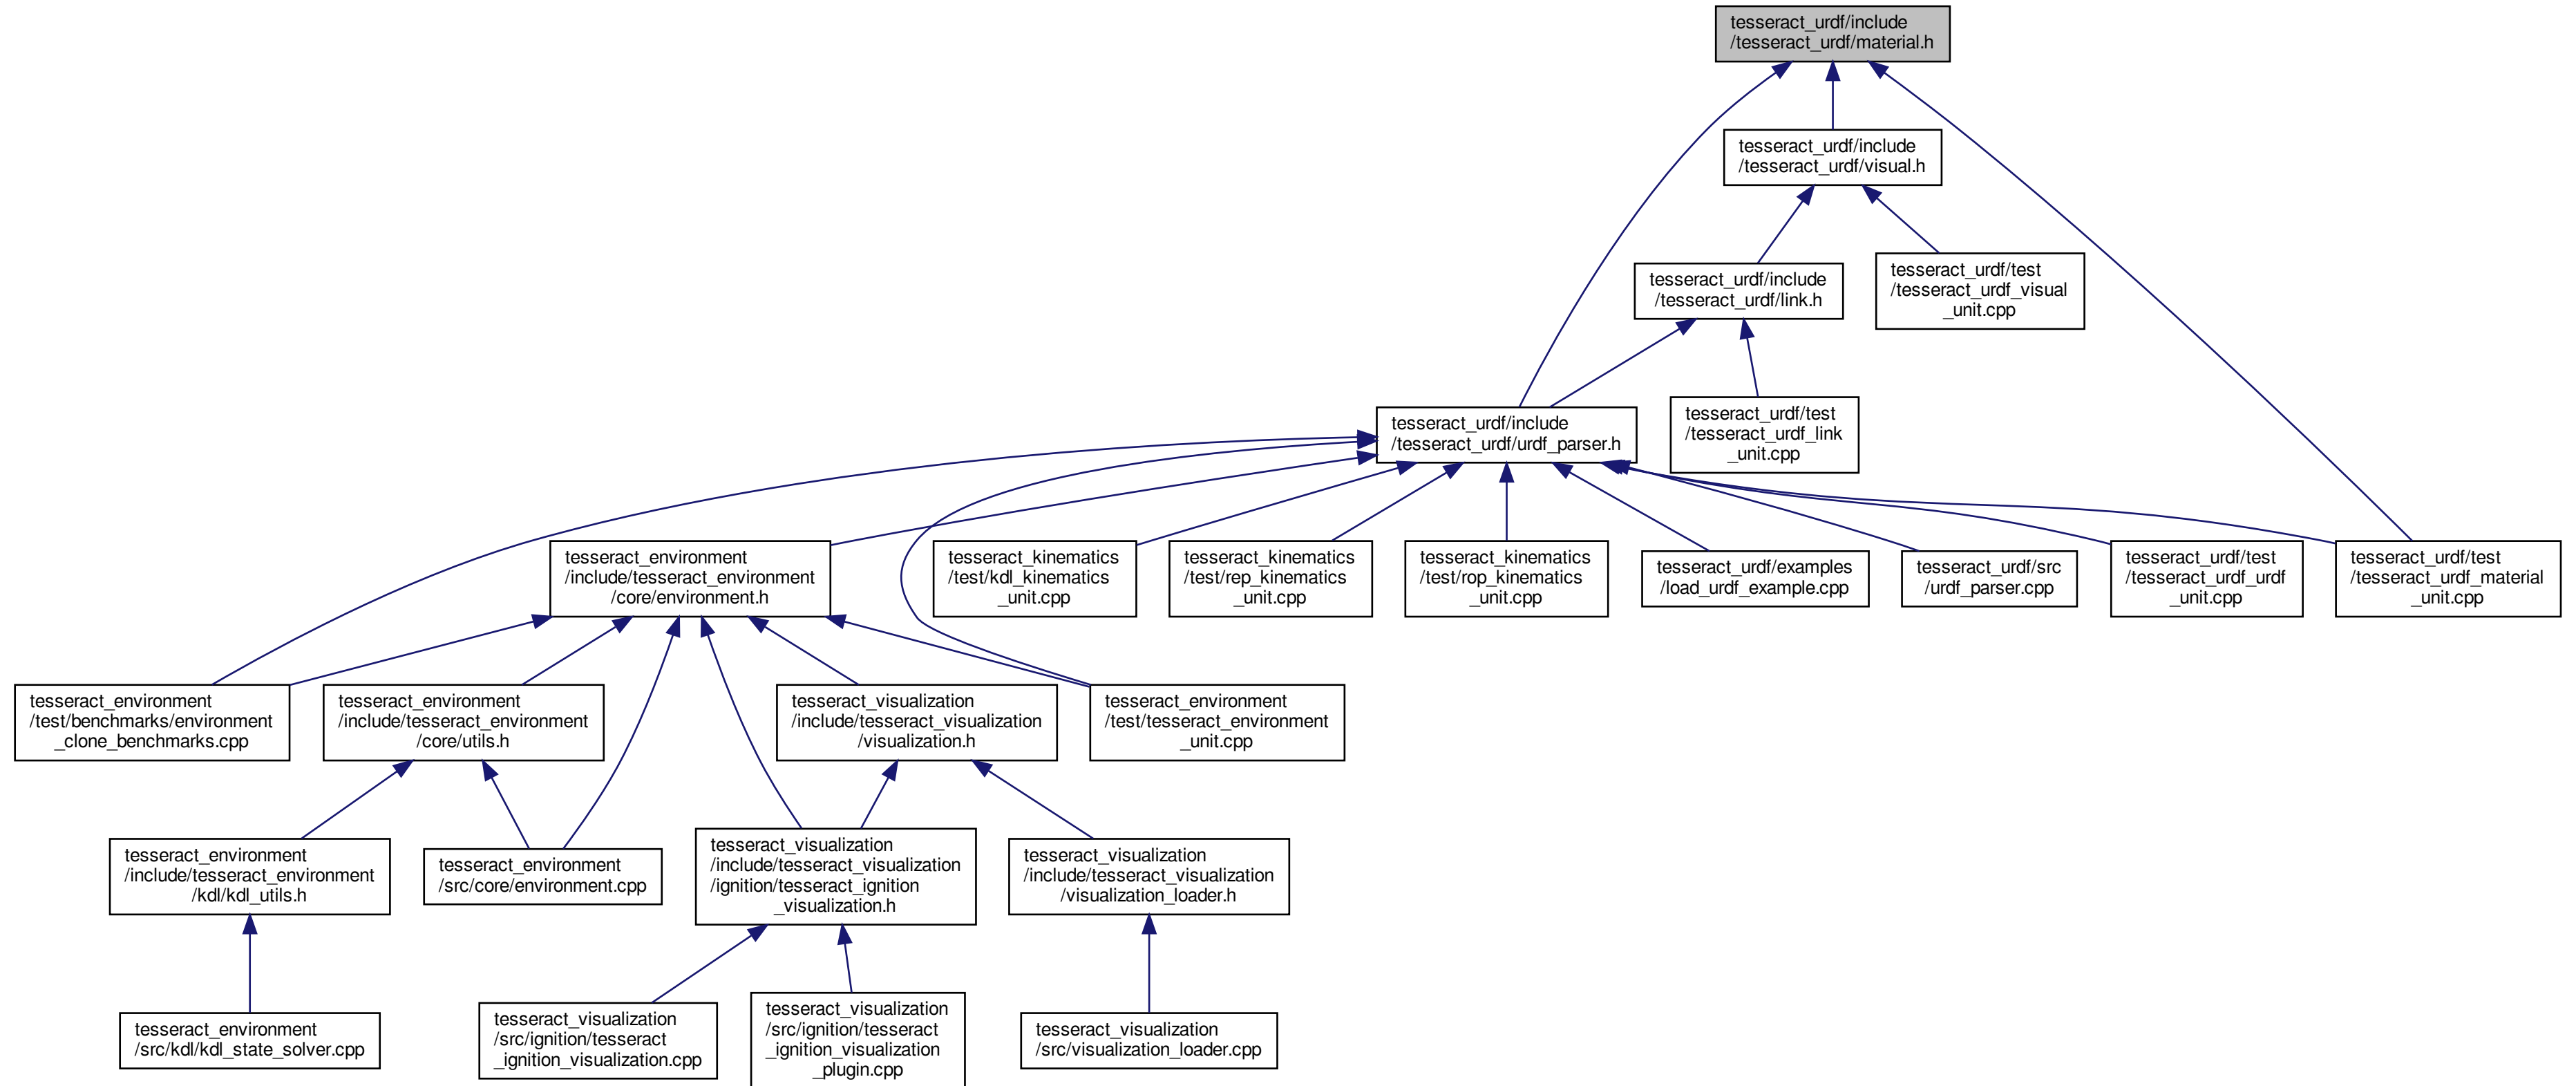 tesseract_urdf/include
/tesseract_urdf/material.h
tesseract_urdf/include
/tesseract_urdf/visual.h
tesseract_urdf/include
/tesseract_urdf/link.h
tesseract_urdf/test
/tesseract_urdf_visual
_unit.cpp
tesseract_urdf/include
/tesseract_urdf/urdf_parser.h
tesseract_urdf/test
/tesseract_urdf_link
_unit.cpp
tesseract_environment
/include/tesseract_environment
/core/environment.h
tesseract_kinematics
/test/kdl_kinematics
_unit.cpp
tesseract_kinematics
/test/rep_kinematics
_unit.cpp
tesseract_kinematics
/test/rop_kinematics
_unit.cpp
tesseract_urdf/examples
/load_urdf_example.cpp
tesseract_urdf/src
/urdf_parser.cpp
tesseract_urdf/test
/tesseract_urdf_urdf
_unit.cpp
tesseract_urdf/test
/tesseract_urdf_material
_unit.cpp
tesseract_environment
/test/benchmarks/environment
_clone_benchmarks.cpp
tesseract_environment
/include/tesseract_environment
/core/utils.h
tesseract_visualization
/include/tesseract_visualization
/visualization.h
tesseract_environment
/test/tesseract_environment
_unit.cpp
tesseract_environment
/include/tesseract_environment
/kdl/kdl_utils.h
tesseract_environment
/src/core/environment.cpp
tesseract_visualization
/include/tesseract_visualization
/ignition/tesseract_ignition
_visualization.h
tesseract_visualization
/include/tesseract_visualization
/visualization_loader.h
tesseract_environment
/src/kdl/kdl_state_solver.cpp
tesseract_visualization
/src/ignition/tesseract
_ignition_visualization.cpp
tesseract_visualization
/src/ignition/tesseract
_ignition_visualization
_plugin.cpp
tesseract_visualization
/src/visualization_loader.cpp